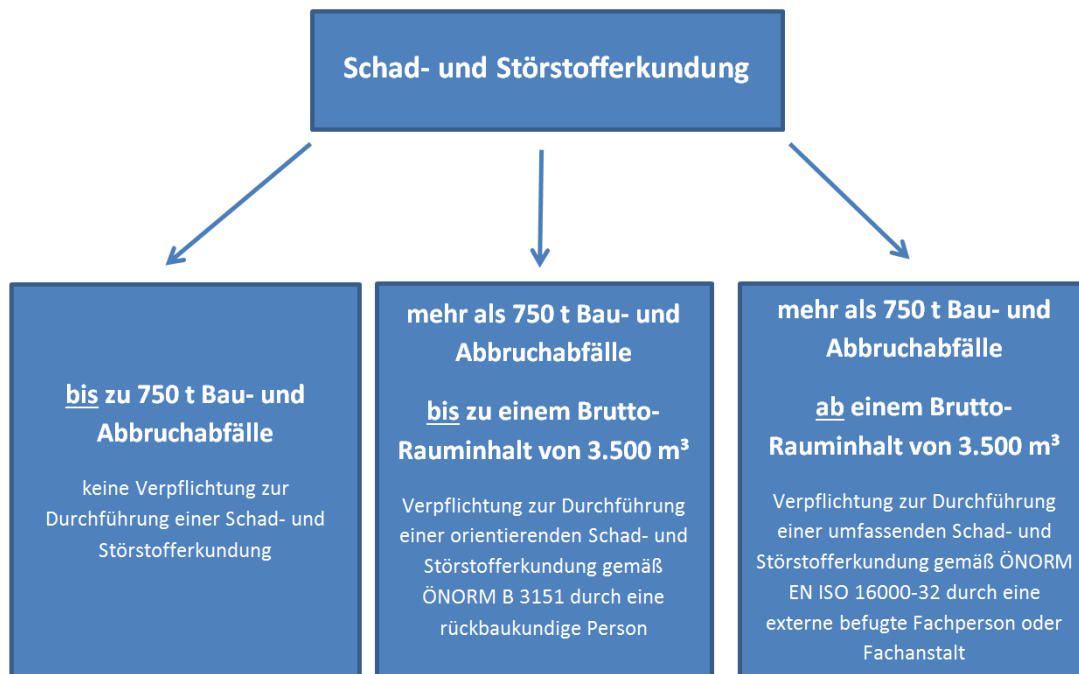 Schad- und Störstofferkundung
bis zu 750 t Bau- und
Abbruchabfälle
keine Verpflichtung zur
Durchführung einer Schad- und
Störstofferkundung
mehr als 750 t Bau- und
Abbruchabfälle
bis zu einem Brutto-
Rauminhalt von 3.500 m³
Verpflichtung zur Durchführung
einer orientierenden Schad- und
Störstofferkundung gemäß
ÖNORM B 3151 durch eine
rückbaukundige Person
mehr als 750 t Bau- und
Abbruchabfälle
ab einem Brutto-
Rauminhalt von 3.500 m³
Verpflichtung zur Durchführung
einer umfassenden Schad- und
Störstofferkundung gemäß ÖNORM
EN ISO 16000-32 durch eine
externe befugte Fachperson oder
Fachanstalt